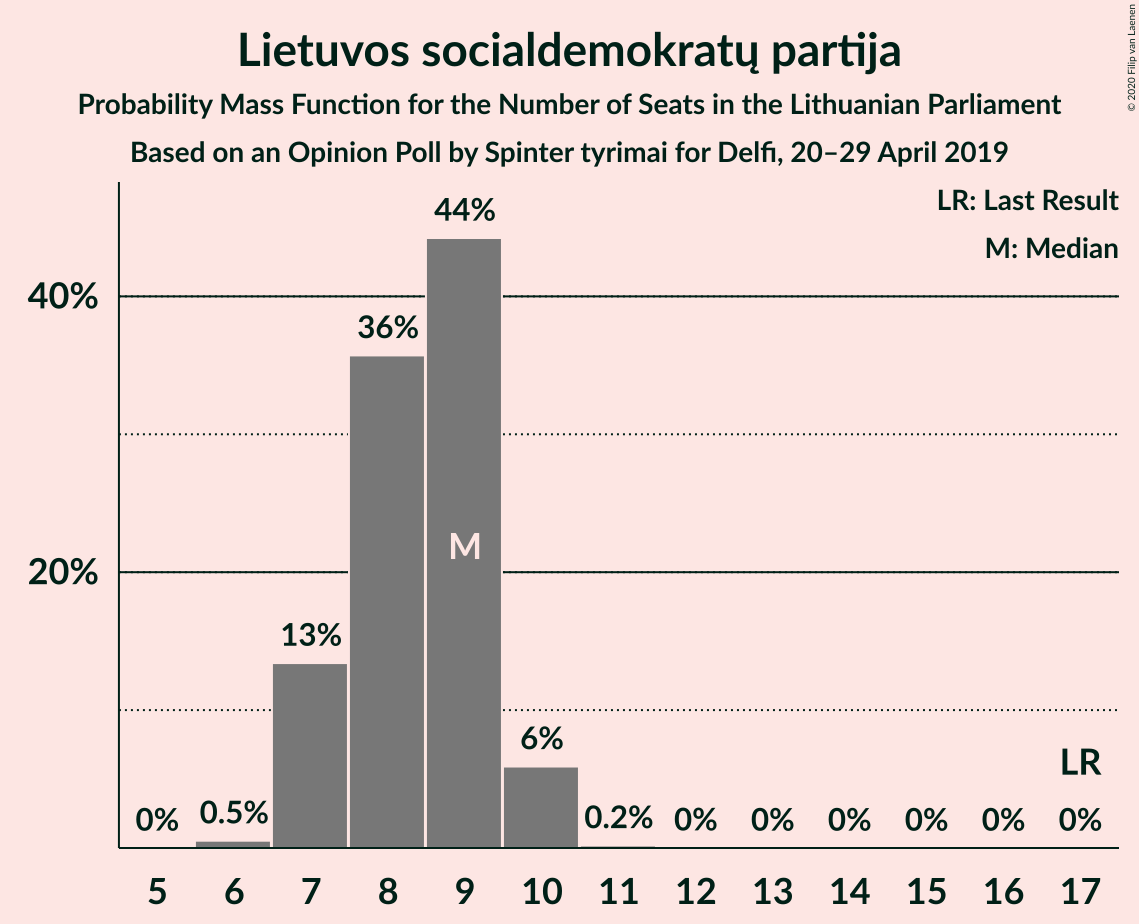 Lietuvos socialdemokratų partija
Probability Mass Function for the Number of Seats in the Lithuanian Parliament
Based on an Opinion Poll by Spinter tyrimai for Delfi, 20–29 April 2019
© 2020 Filip van Laenen
LR: Last Result
M: Median
44%
40%
36%
M
20%
13%
6%
LR
0% 0.5% 0.2% 0% 0% 0% 0% 0% 0%
5 6 7 8 9 10 11 12 13 14 15 16 17